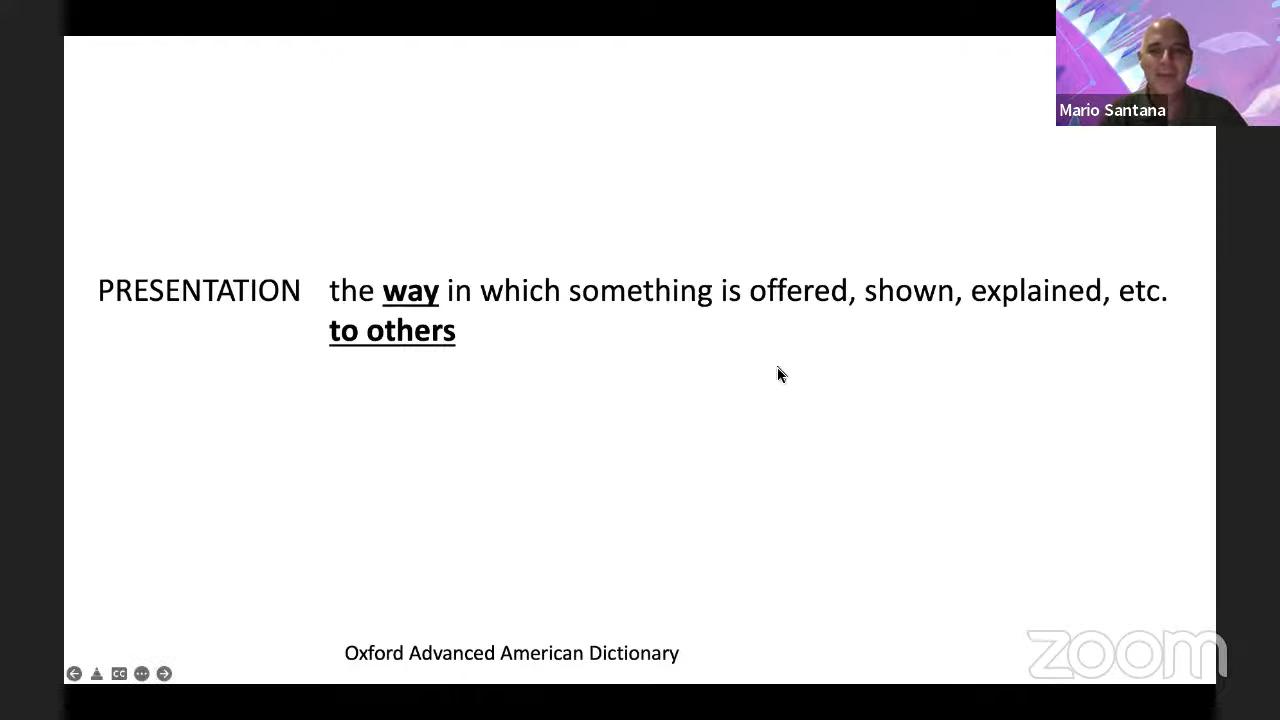 Mario Santana
PRESENTATION the way in which something is offered, shown, explained, etc.
to others
Oxford Advanced American Dictionary
CC
zoom